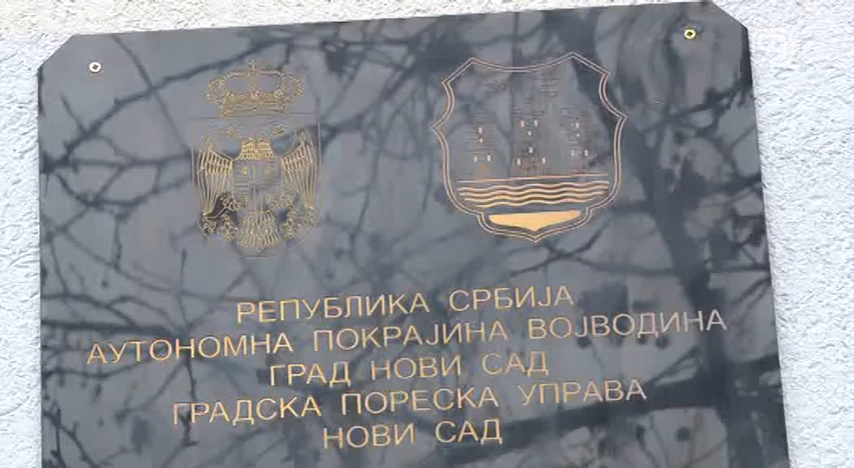 РЕПУБЛИКА СРБИЈА
АУТОНОМНА ПОКРАЈИНА ВОЈВОДИНА
ГРАД НОВИ САД
ГРАДСКА ПОРЕСКА УПРАВА
НОВИ САД